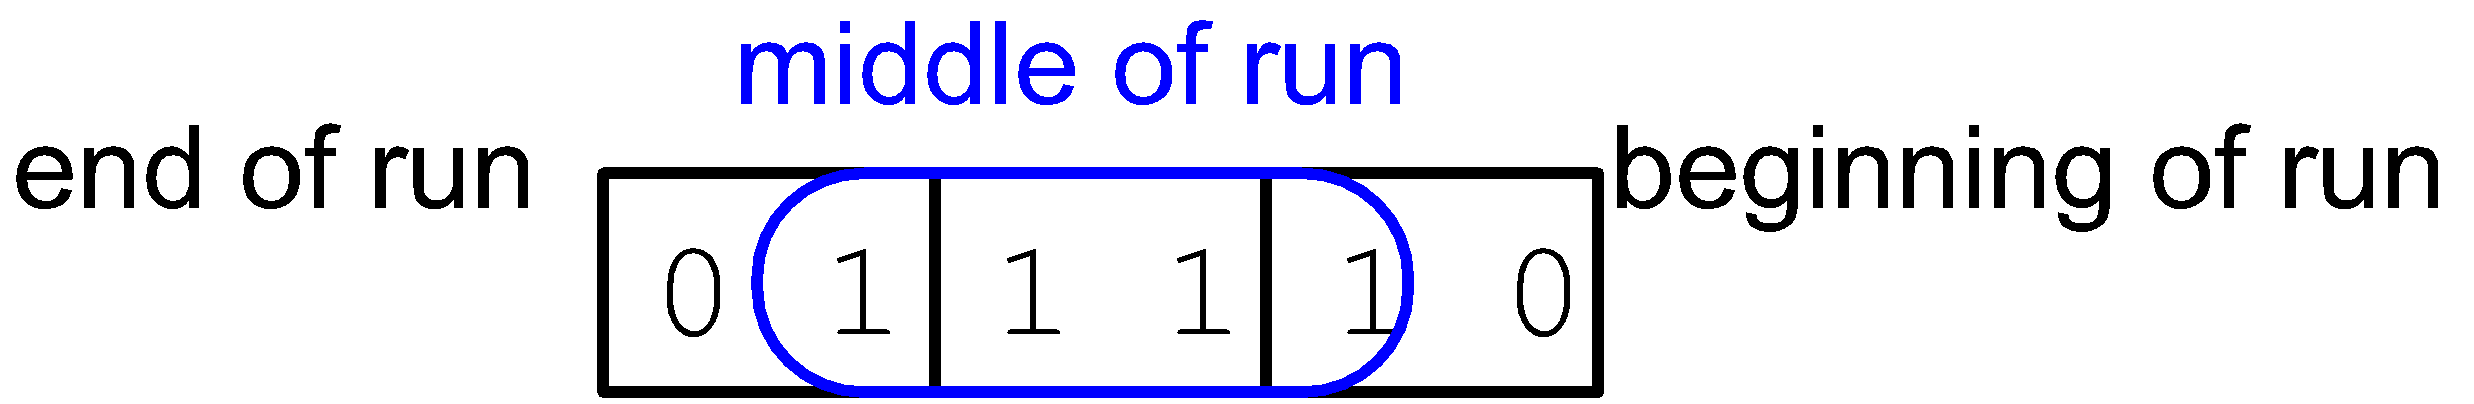 middle of run
end of run
beginning of run
0 1 1 1 1 0